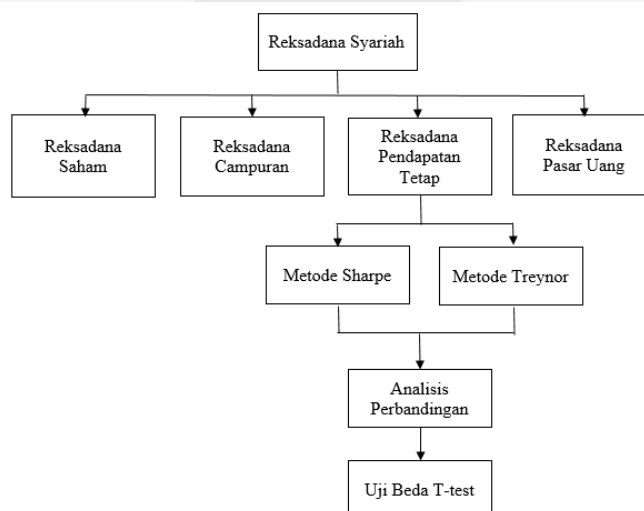 Reksadana Syariah
Reksadana
Saham
Reksadana
Campuran
Reksadana
Pendapatan
Tetap
Reksadana
Pasar Uang
Metode Sharpe
Metode Treynor
Analisis
Perbandingan
Uji Beda T-test